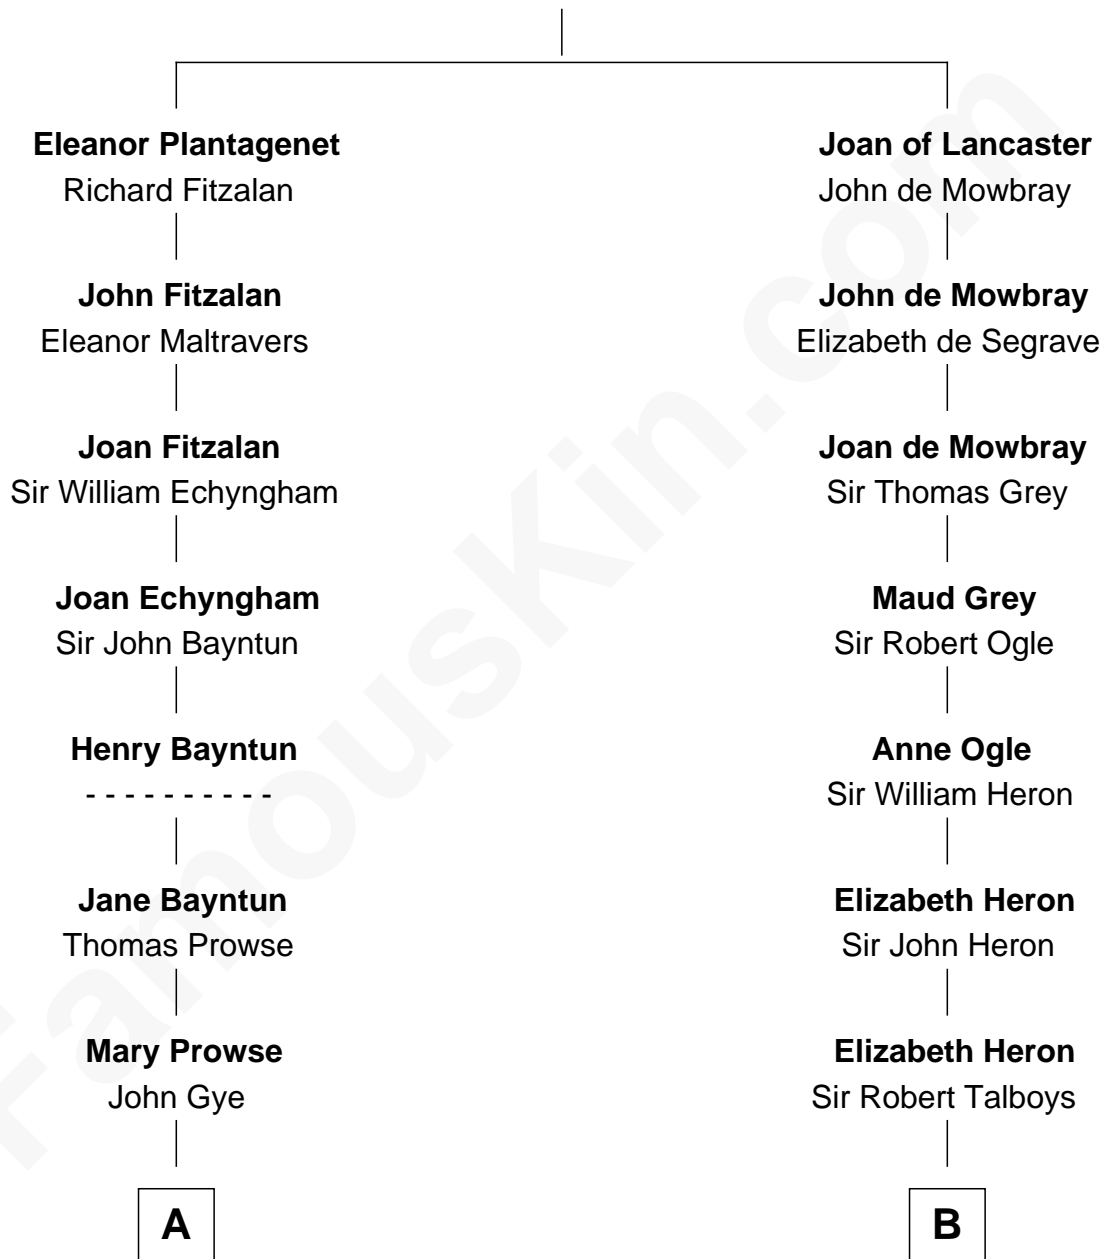 Eleanor Plantagenet
Richard Fitzalan
John Fitzalan
Eleanor Maltravers
Joan Fitzalan
Sir William Echyngham
Joan Echyngham
Sir John Bayntun
Henry Bayntun
- - - - - - - - - -
Jane Bayntun
Thomas Prowse
Mary Prowse
John Gye
A
Joan of Lancaster
John de Mowbray
John de Mowbray
Elizabeth de Segrave
Joan de Mowbray
Sir Thomas Grey
Maud Grey
Sir Robert Ogle
Anne Ogle
Sir William Heron
Elizabeth Heron
Sir John Heron
Elizabeth Heron
Sir Robert Talboys
B
FamousKin.com